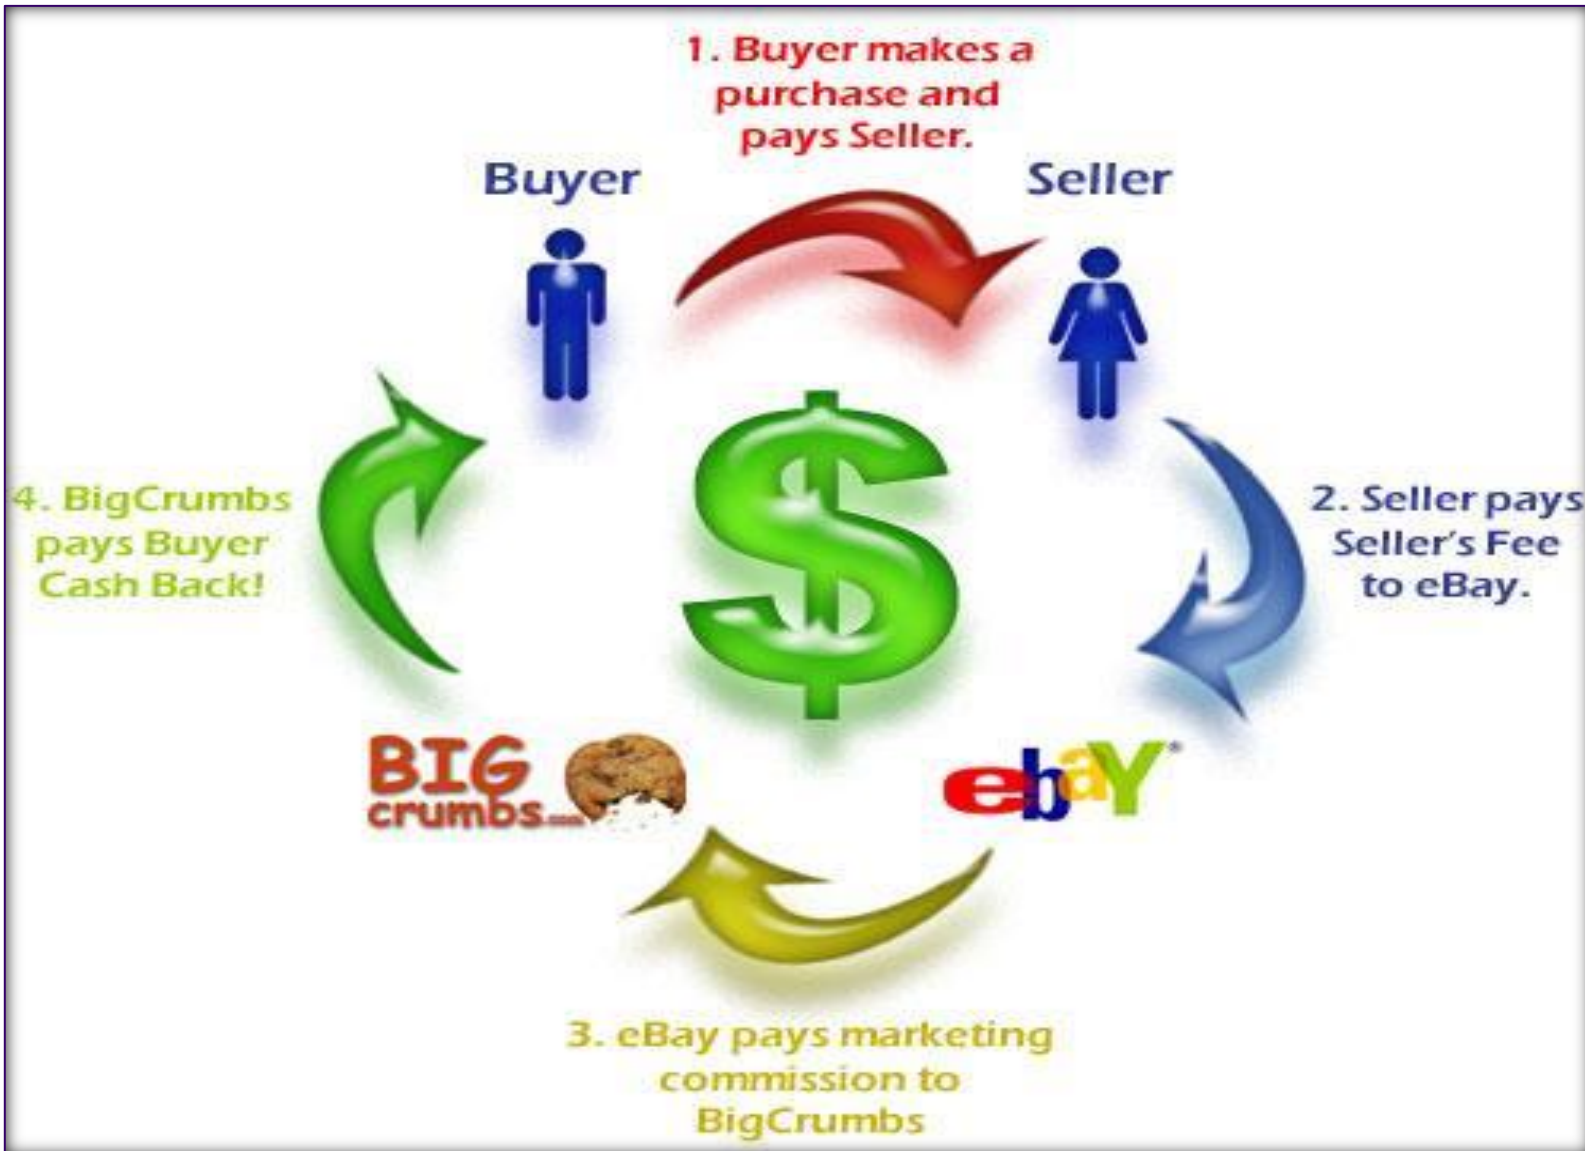 1. Buyer makes a
purchase and
pays Seller.
Buyer
Seller
4. BigCrumbs
pays Buyer
Cash Back!
2. Seller pays
Seller's Fee
to eBay.
BIG
crumbs
ebaY®
3. eBay pays marketing
commission to
BigCrumbs